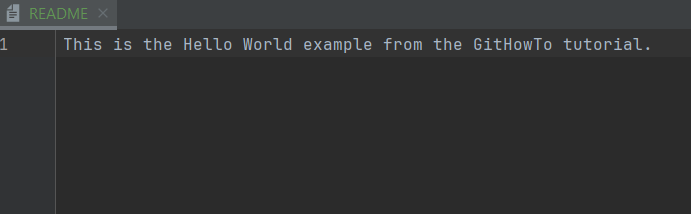 README
1
This is the Hello World example from the GitHowTo tutorial.